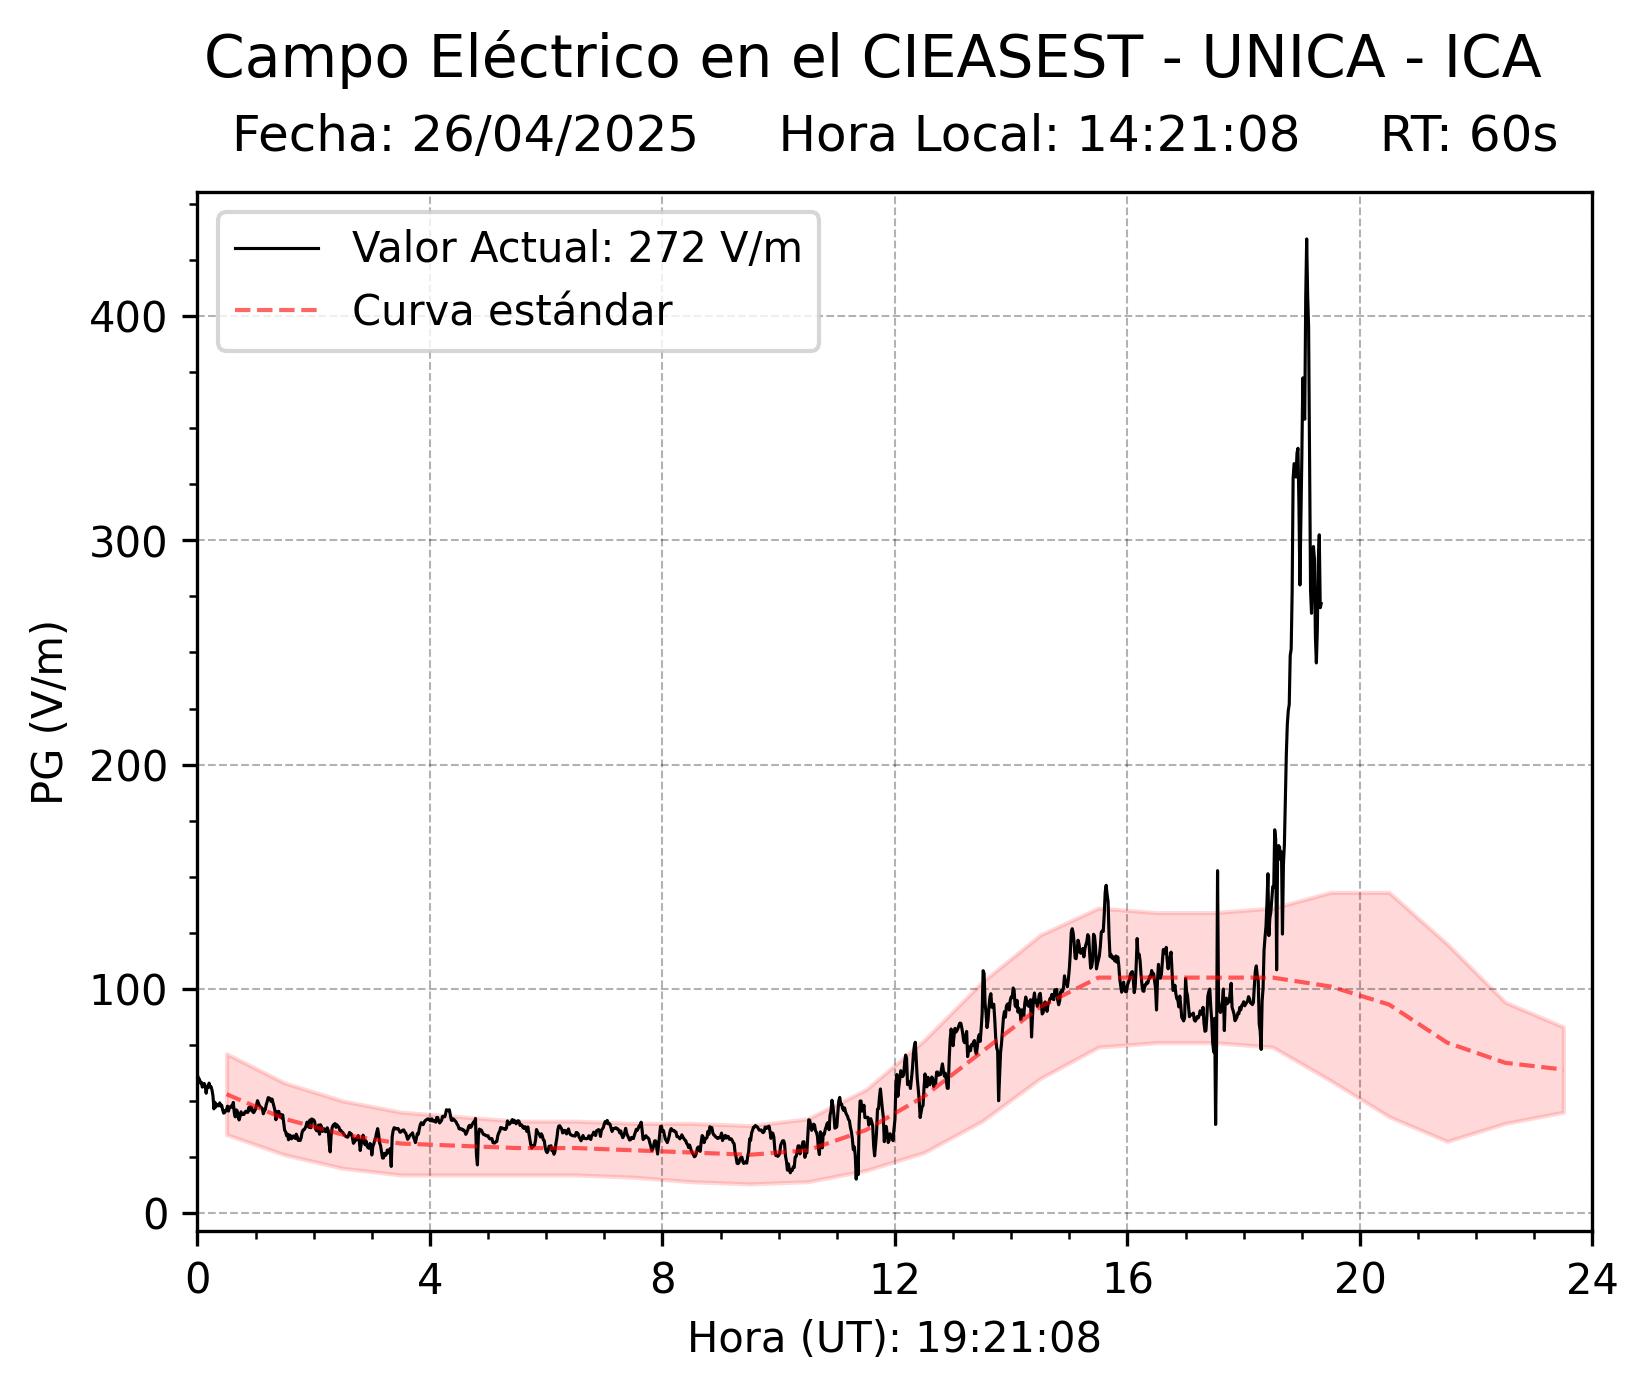 Campo Eléctrico en el CIEASEST - UNICA - ICA
Fecha: 26/04/2025 Hora Local: 14:21:08 RT: 60s
Valor Actual: 272 V/m
Curva estándar
PG (V/m)
400
300
200
100
0
0 4 8 12 16 20 24
Hora (UT): 19:21:08